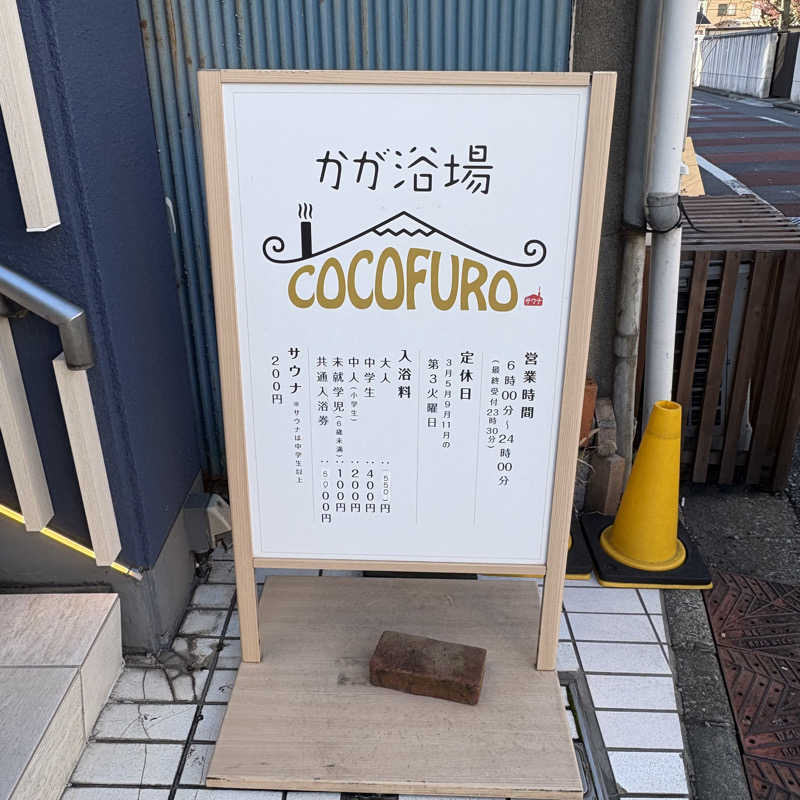 かが浴場
COCOFURO
サウナ
営業時間
6時00分～24時00分
(最終受付23時30分)
定休日
3月5月9月11月の
第3火曜日
入浴料
大人 : 550円
中学生 : 400円
中人(小学生) : 200円
未就学児(6歳未満) : 100円
共通入浴券 : 5000円
サウナ ※サウナは中学生以上
200円